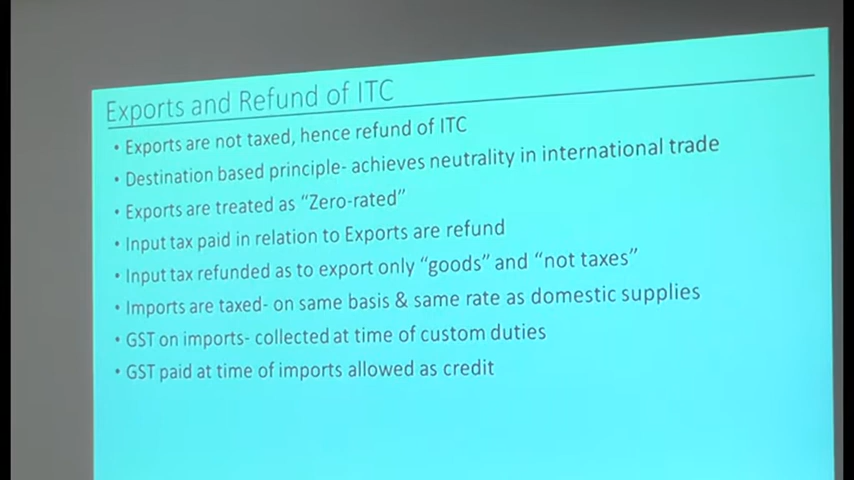 Exports and Refund of ITC
• Exports are not taxed, hence refund of ITC
• Destination based principle- achieves neutrality in international trade
• Exports are treated as “Zero-rated”
• Input tax paid in relation to Exports are refund
• Input tax refunded as to export only “goods” and “not taxes”
• Imports are taxed- on same basis & same rate as domestic supplies
• GST on imports- collected at time of custom duties
• GST paid at time of imports allowed as credit